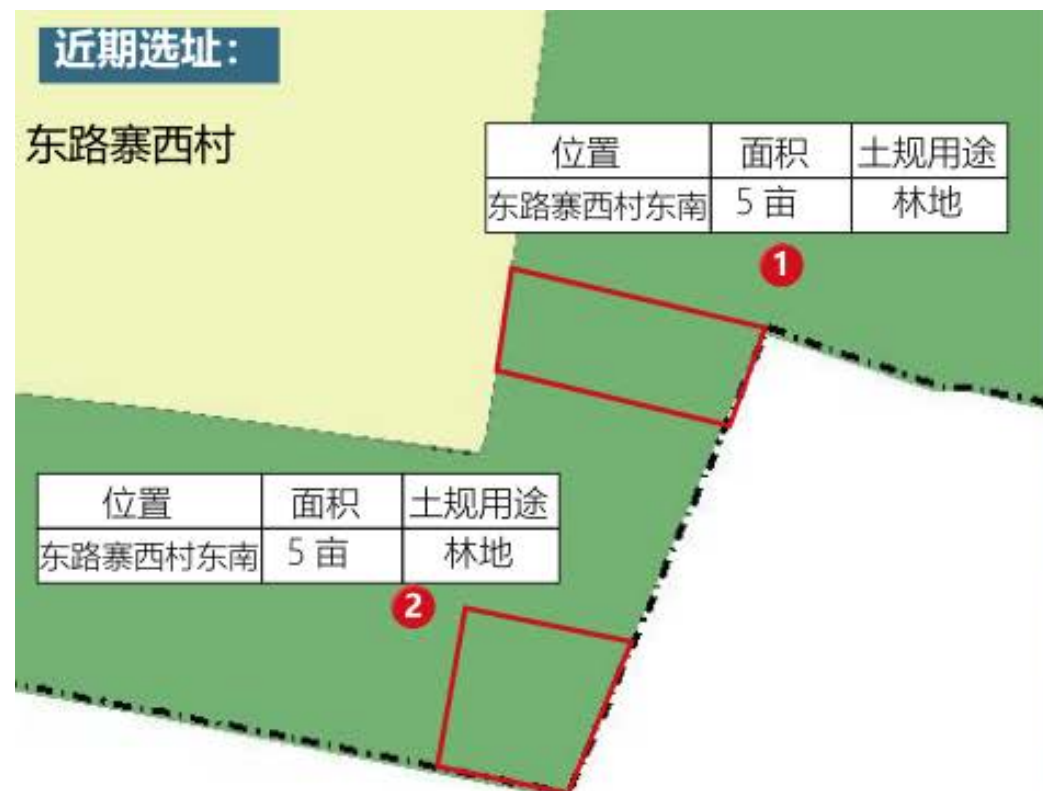 近期选址：
东路寨西村
位置 面积 土规用途
东路寨西村东南 5 亩 林地
1
位置 面积 土规用途
东路寨西村东南 5 亩 林地
2